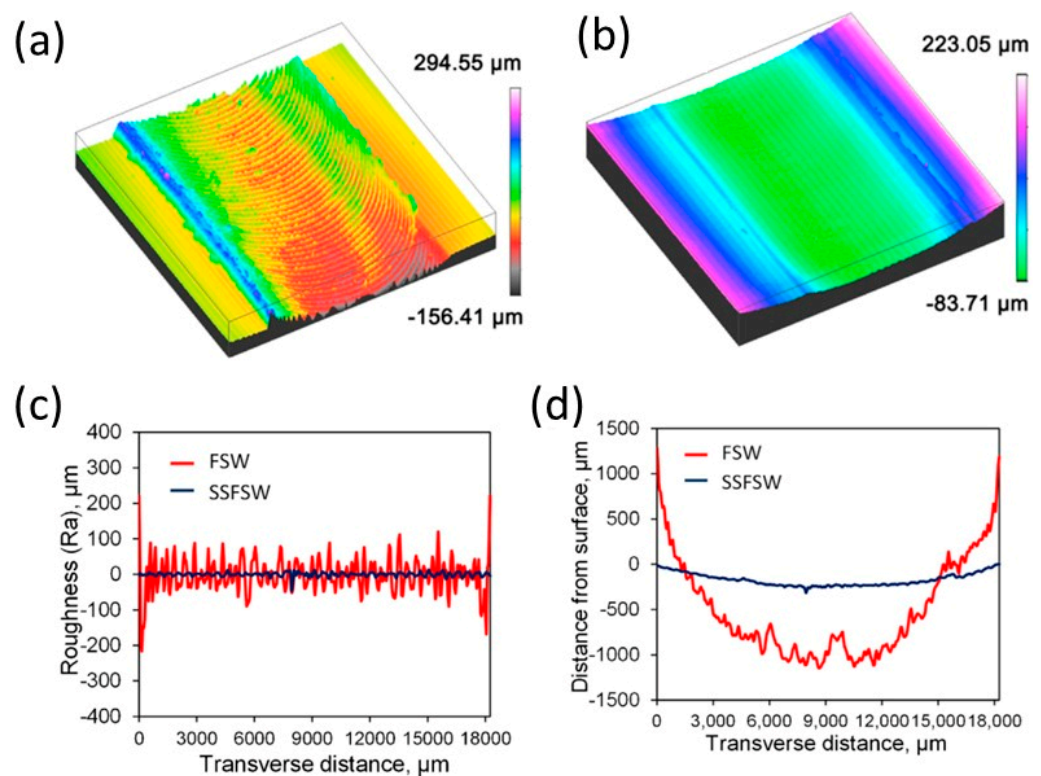 (a)
294.55 µm
-156.41 µm
(b)
223.05 µm
-83.71 µm
(c)
Roughness (Ra), µm
400
300
200
100
0
-100
-200
-300
-400
FSW
SSFSW
0 3000 6000 9000 12000 15000 18000
Transverse distance, µm
(d)
Distance from surface, µm
1500
1000
500
0
-500
-1000
-1500
FSW
SSFSW
0 3,000 6,000 9,000 12,000 15,000 18,000
Transverse distance, µm